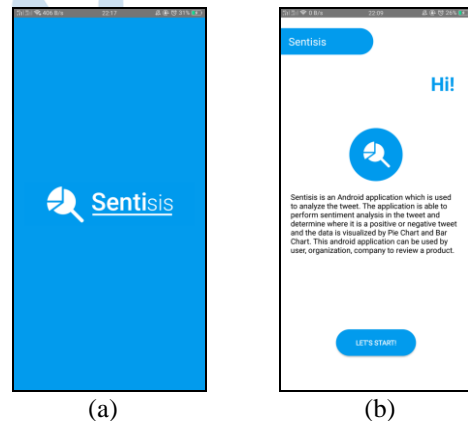 22:17
31%
Sentisis
(a)
0 B/s
22:09
26%
Sentisis
Hi!
Sentisis is an Android application which is used
to analyze the tweet. The application is able to
perform sentiment analysis in the tweet and
determine where it is a positive or negative tweet
and the data is visualized by Pie Chart and Bar
Chart. This android application can be used by
user, organization, company to review a product.
LET'S START!
(b)